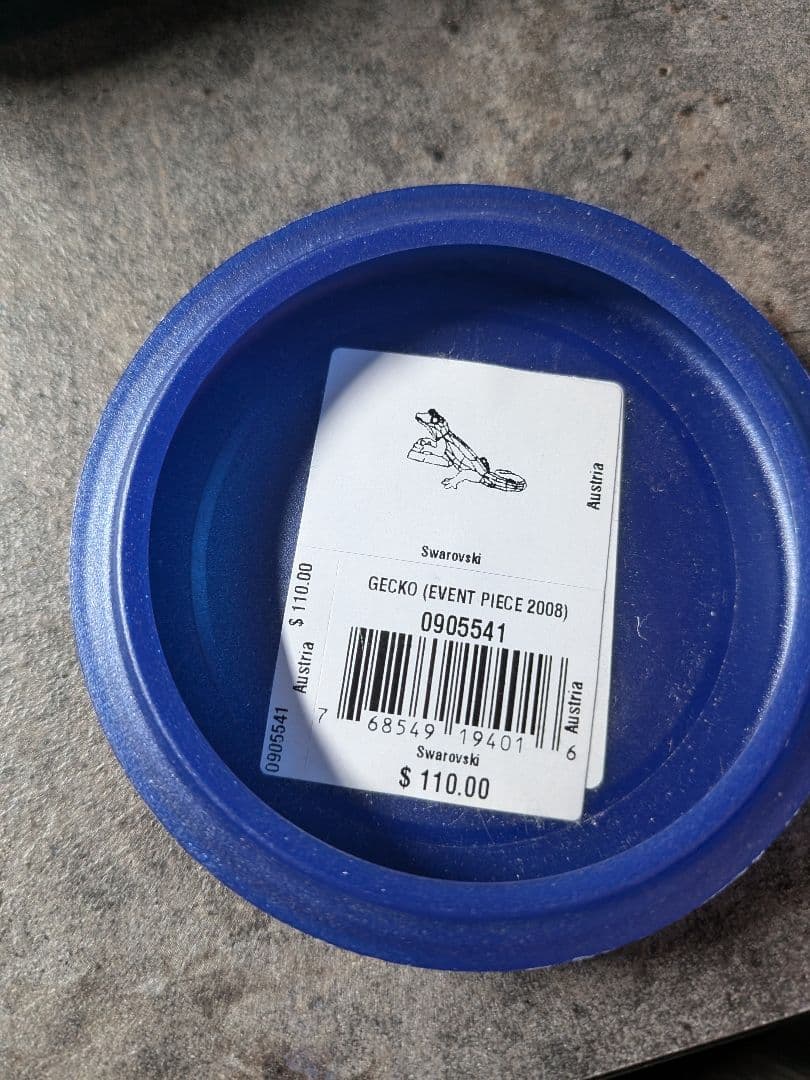 Austria
Swarovski
GECKO (EVENT PIECE 2008)
0905541
7 68549 19401 6
Austria
Swarovski
$ 110.00
0905541 Austria $ 110.00